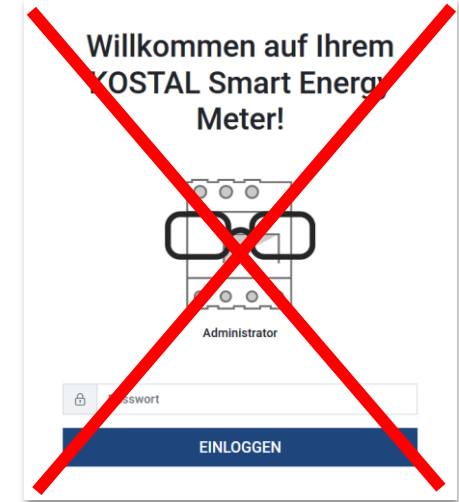 Willkommen auf Ihrem
KOSTAL Smart Energy
Meter!
Administrator
Passwort
EINLOGGEN